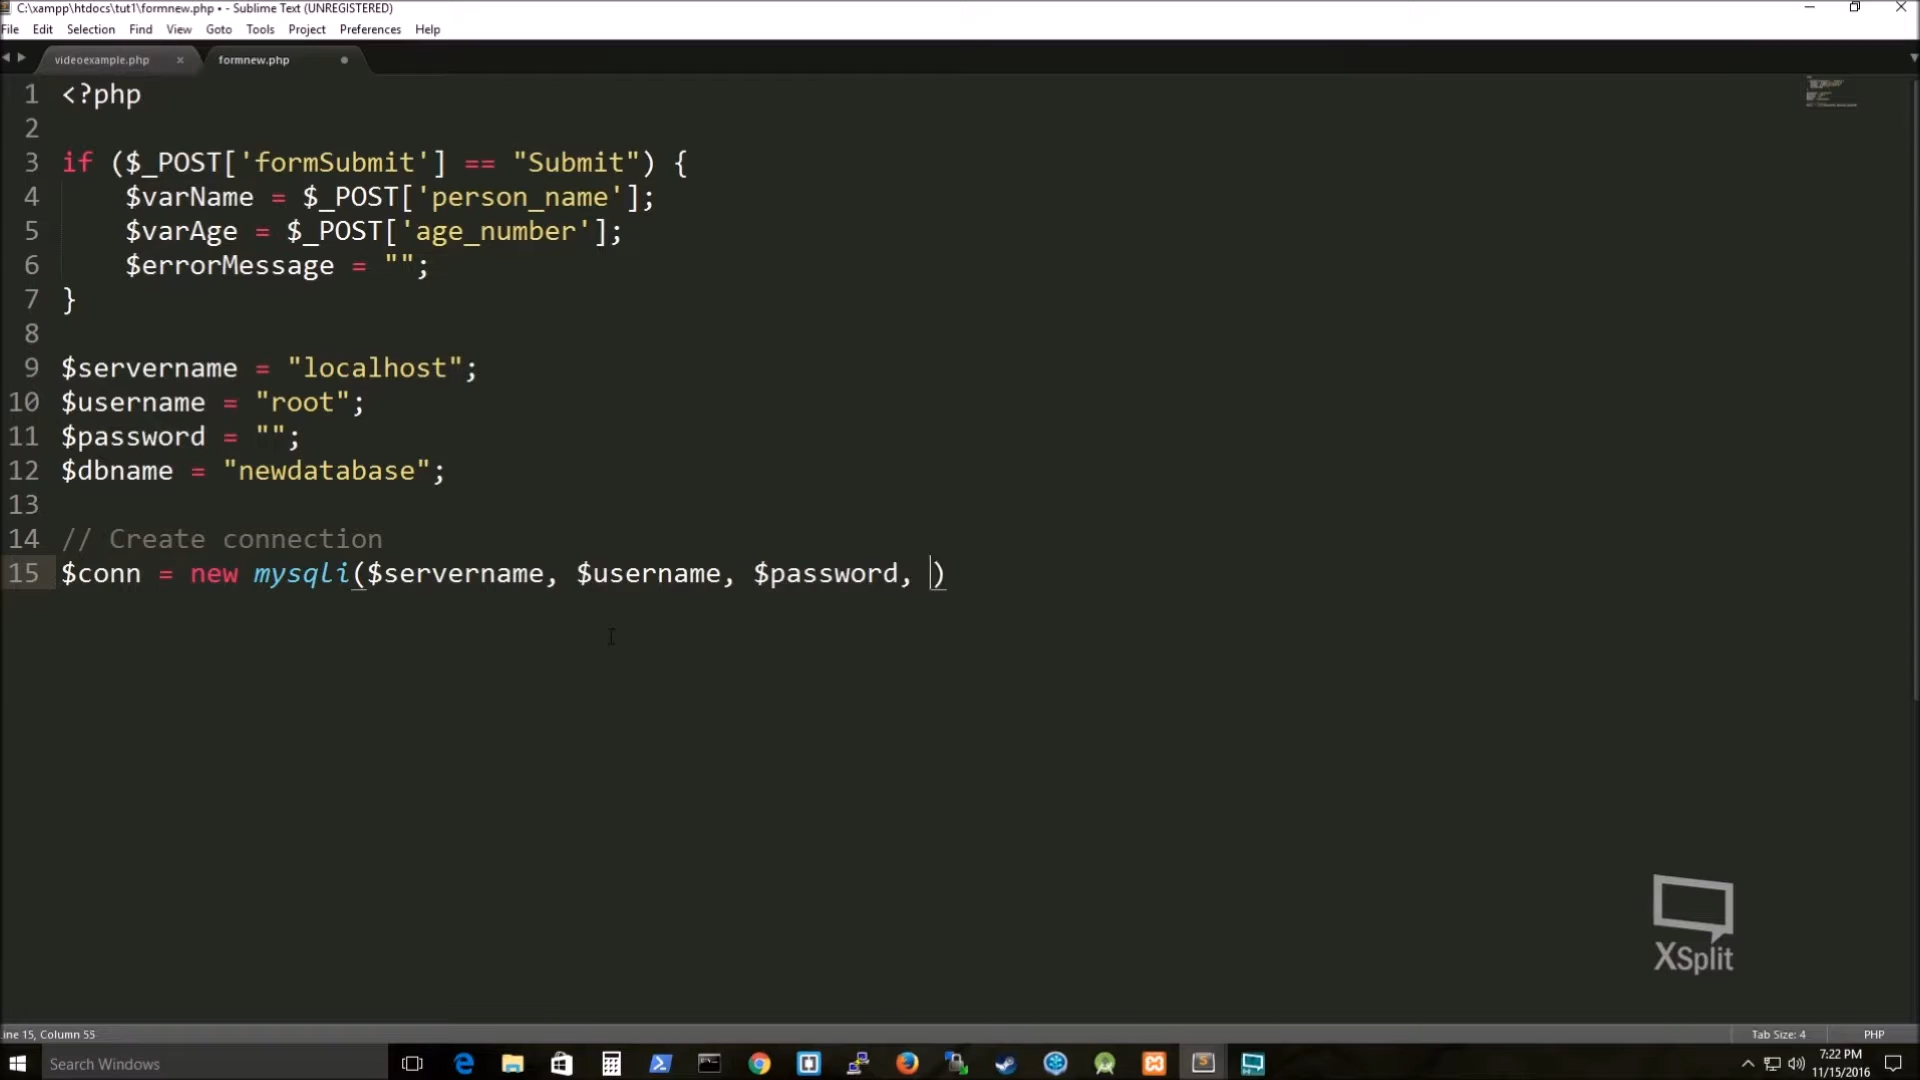 C:\xampp\htdocs\tut1\formnew.php • - Sublime Text (UNREGISTERED)
File Edit Selection Find View Goto Tools Project Preferences Help
videoexample.php × formnew.php
1 <?php
2
3 if ($_POST['formSubmit'] == "Submit") {
4 $varName = $_POST['person_name'];
5 $varAge = $_POST['age_number'];
6 $errorMessage = "";
7 }
8
9 $servername = "localhost";
10 $username = "root";
11 $password = "";
12 $dbname = "newdatabase";
13
14 // Create connection
15 $conn = new mysqli($servername, $username, $password, )
XSplit
ine 15, Column 55 Tab Size: 4 PHP
Search Windows
7:22 PM
11/15/2016